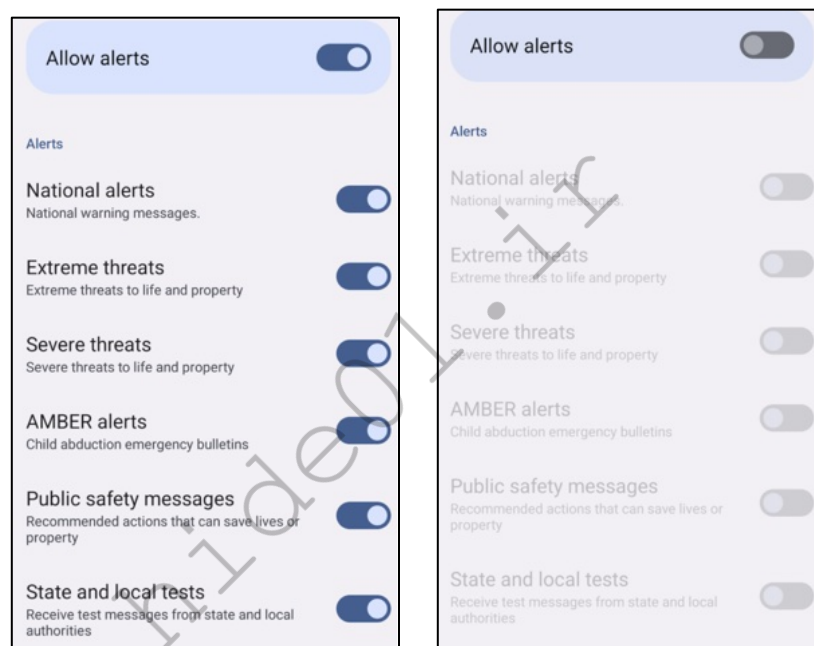 Allow alerts
Alerts
National alerts
National warning messages.
Extreme threats
Extreme threats to life and property
Severe threats
Severe threats to life and property
AMBER alerts
Child abduction emergency bulletins
Public safety messages
Recommended actions that can save lives or
property
State and local tests
Receive test messages from state and local
authorities
Allow alerts
Alerts
National alerts
National warning messages.
Extreme threats
Extreme threats to life and property
Severe threats
Severe threats to life and property
AMBER alerts
Child abduction emergency bulletins
Public safety messages
Recommended actions that can save lives or
property
State and local tests
Receive test messages from state and local
authorities
hide01.ir